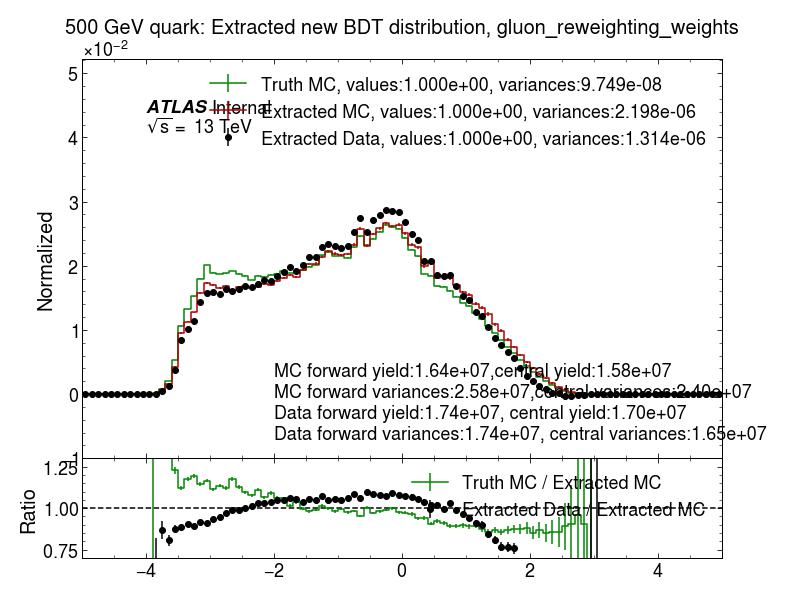 500 GeV quark: Extracted new BDT distribution, gluon_reweighting_weights
×10⁻²
Truth MC, values:1.000e+00, variances:9.749e-08
ATLAS Internal
Extracted MC, values:1.000e+00, variances:2.198e-06
√s = 13 TeV
Extracted Data, values:1.000e+00, variances:1.314e-06
5
4
3
2
1
0
Normalized
MC forward yield:1.64e+07,central yield:1.58e+07
MC forward variances:2.58e+07,central variances:2.40e+07
Data forward yield:1.74e+07, central yield:1.70e+07
Data forward variances:1.74e+07, central variances:1.65e+07
1.25
1.00
0.75
Ratio
Truth MC / Extracted MC
Extracted Data / Extracted MC
−4 −2 0 2 4